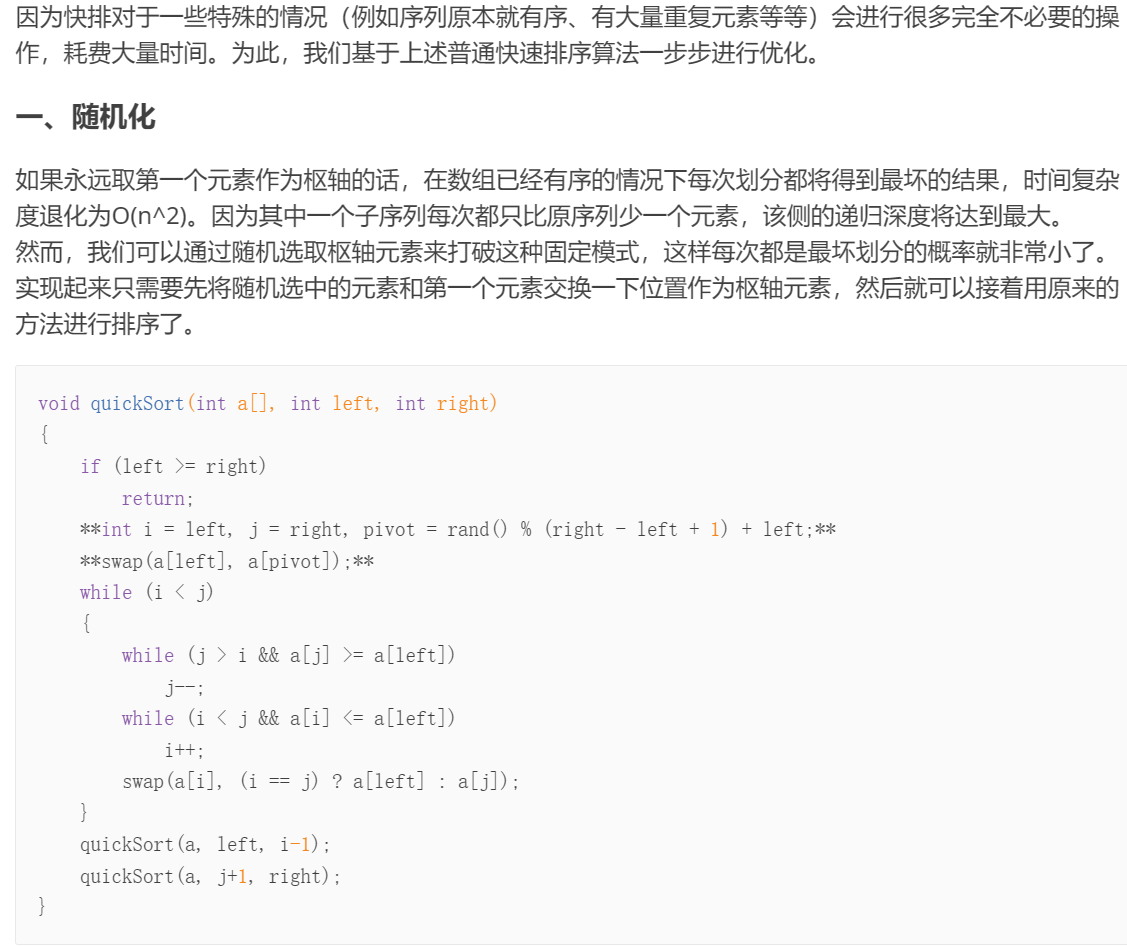 因为快排对于一些特殊的情况（例如序列原本就有序、有大量重复元素等等）会进行很多完全不必要的操
作，耗费大量时间。为此，我们基于上述普通快速排序算法一步步进行优化。
一、随机化
如果永远取第一个元素作为枢轴的话，在数组已经有序的情况下每次划分都将得到最坏的结果，时间复杂
度退化为O(n^2)。因为其中一个子序列每次都只比原序列少一个元素，该侧的递归深度将达到最大。
然而，我们可以通过随机选取枢轴元素来打破这种固定模式，这样每次都是最坏划分的概率就非常小了。
实现起来只需要先将随机选中的元素和第一个元素交换一下位置作为枢轴元素，然后就可以接着用原来的
方法进行排序了。
void quickSort(int a[], int left, int right)
{
    if (left >= right)
        return;
    **int i = left, j = right, pivot = rand() % (right - left + 1) + left;**
    **swap(a[left], a[pivot]);**
    while (i < j)
    {
        while (j > i && a[j] >= a[left])
            j--;
        while (i < j && a[i] <= a[left])
            i++;
        swap(a[i], (i == j) ? a[left] : a[j]);
    }
    quickSort(a, left, i-1);
    quickSort(a, j+1, right);
}